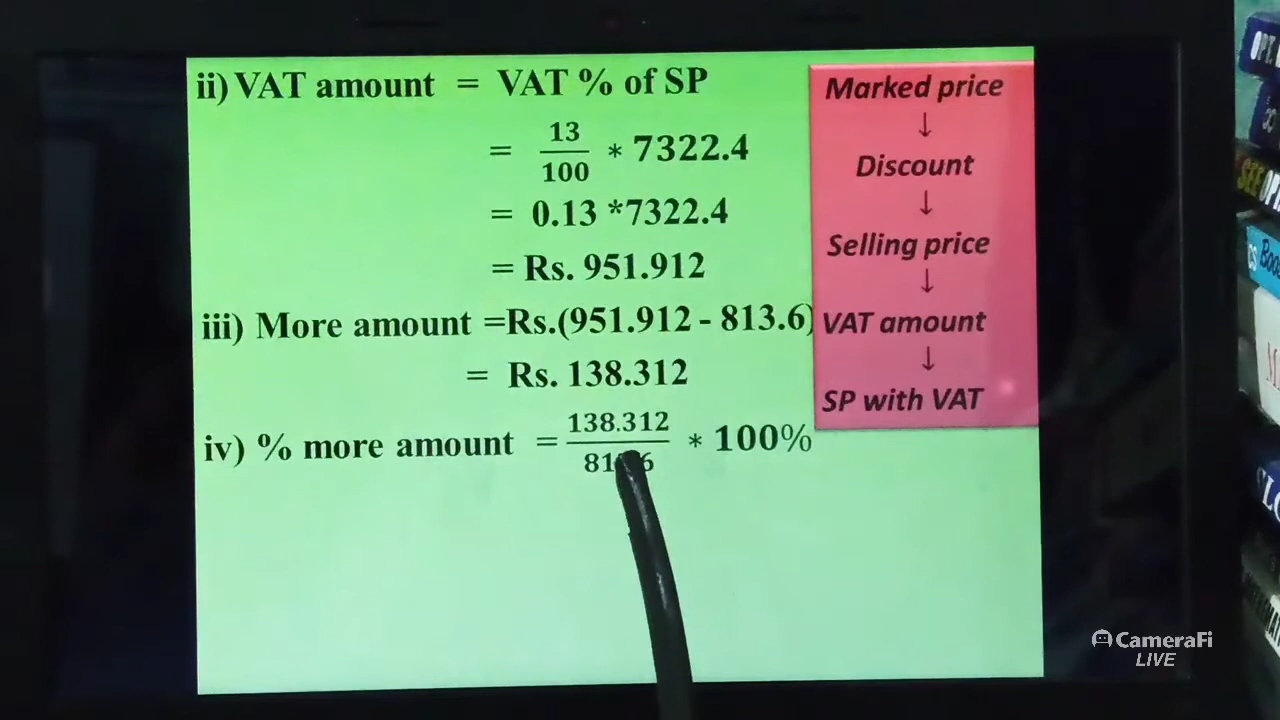 ii) VAT amount = VAT % of SP
= 13/100 * 7322.4
= 0.13 *7322.4
= Rs. 951.912
iii) More amount =Rs.(951.912 - 813.6)
= Rs. 138.312
iv) % more amount = 138.312/ * 100%
Marked price
↓
Discount
↓
Selling price
↓
VAT amount
↓
SP with VAT
CameraFi
LIVE